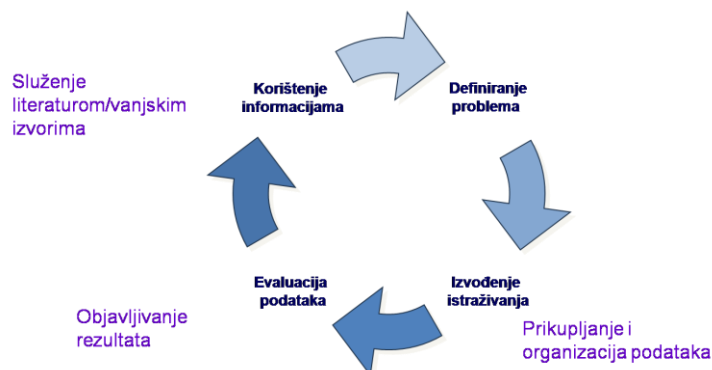 Služenje
literaturom/vanjskim
izvorima
Korištenje
informacijama
Definiranje
problema
Evaluacija
podataka
Izvođenje
istraživanja
Objavljivanje
rezultata
Prikupljanje i
organizacija podataka